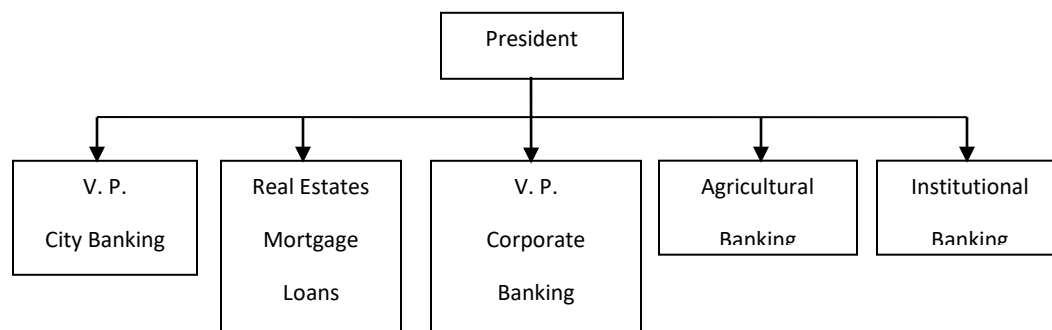 President
V. P.
City Banking
Real Estates
Mortgage
Loans
V. P.
Corporate
Banking
Agricultural
Banking
Institutional
Banking